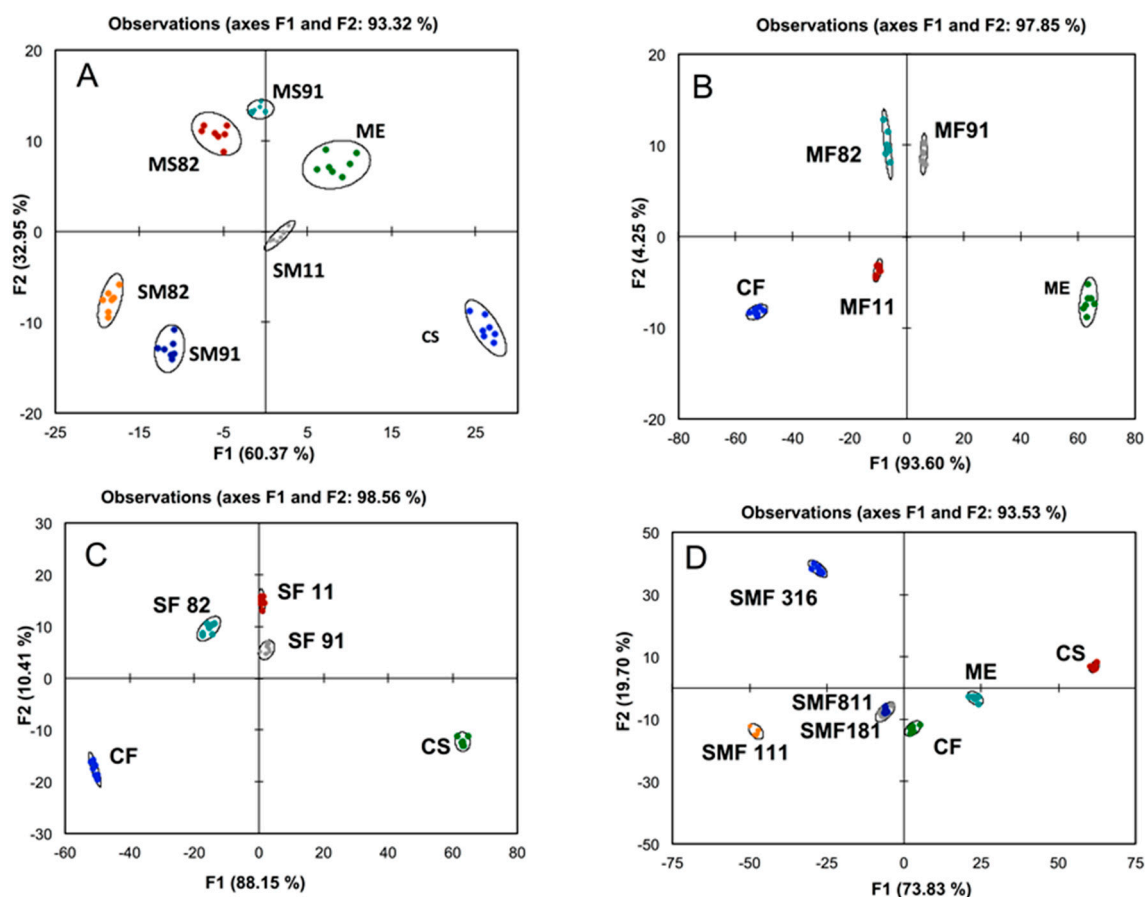 Observations (axes F1 and F2: 93.32 %)
A
MS91
ME
MS82
SM11
SM82
SM91
CS
20
10
0
-10
-20
-25
-15
-5
5
15
25
F2 (32.95 %)
F1 (60.37 %)
Observations (axes F1 and F2: 97.85 %)
B
MF82
MF91
CF
MF11
ME
20
10
0
-10
-20
-80
-60
-40
-20
0
20
40
60
80
F2 (4.25 %)
F1 (93.60 %)
Observations (axes F1 and F2: 98.56 %)
C
SF 11
SF 82
SF 91
CF
CS
30
20
10
0
-10
-20
-30
-60
-40
-20
0
20
40
60
80
F2 (10.41 %)
F1 (88.15 %)
Observations (axes F1 and F2: 93.53 %)
D
SMF 316
CS
ME
SMF811
SMF181
CF
SMF 111
50
30
10
-10
-30
-50
-75
-50
-25
0
25
50
75
F2 (19.70 %)
F1 (73.83 %)